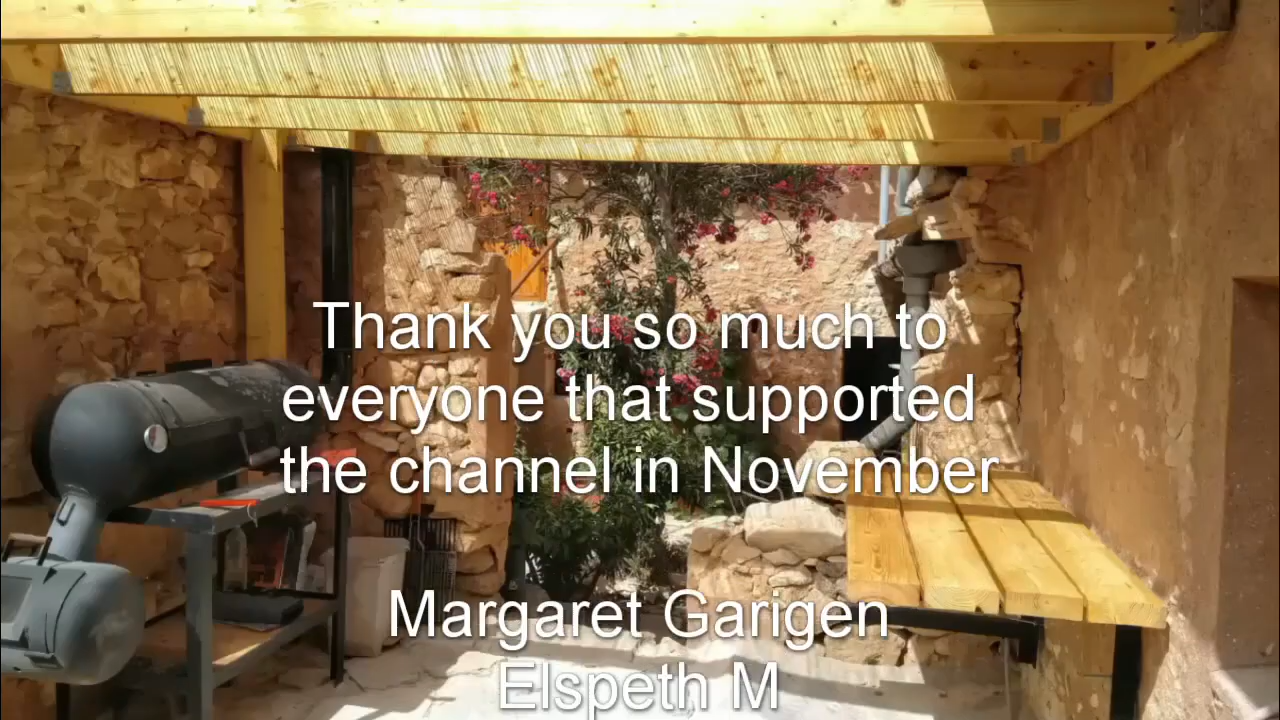 Thank you so much to
everyone that supported
the channel in November
Margaret Garigen
Elspeth M